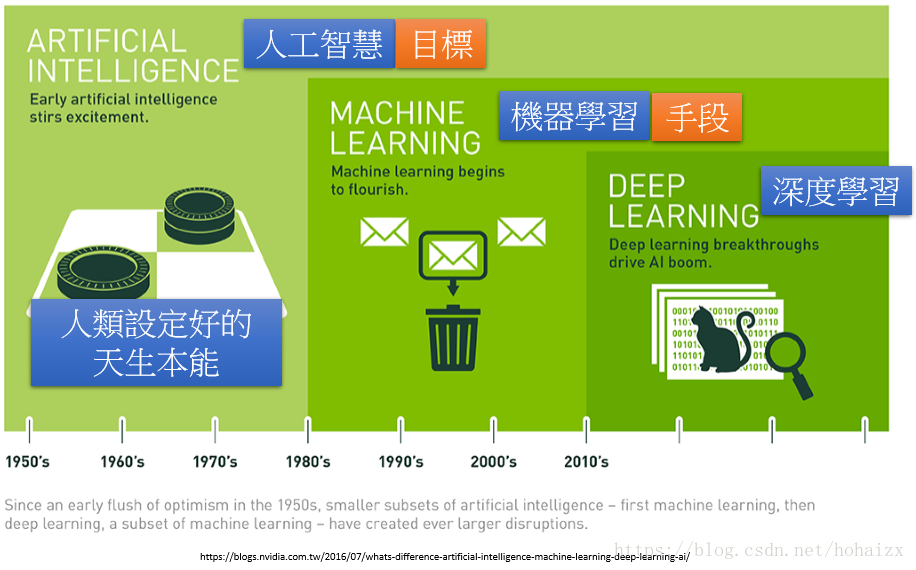 ARTIFICIAL
INTELLIGENCE
人工智慧
目標
Early artificial intelligence
stirs excitement.
MACHINE
LEARNING
機器學習
手段
Machine learning begins
to flourish.
DEEP
LEARNING
深度學習
Deep learning breakthroughs
drive AI boom.
人類設定好的
天生本能
1950's 1960's 1970's 1980's 1990's 2000's 2010's
Since an early flush of optimism in the 1950s, smaller subsets of artificial intelligence – first machine learning, then
deep learning, a subset of machine learning – have created ever larger disruptions.
https://blog.csdn.net/hohaizx
https://blogs.nvidia.com.tw/2016/07/whats-difference-artificial-intelligence-machine-learning-deep-learning-ai/